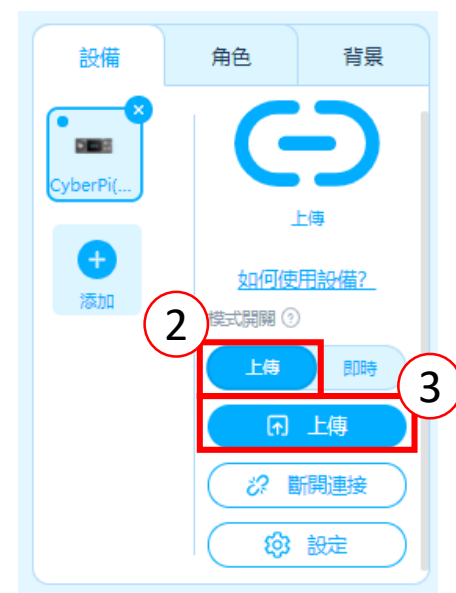 設備 角色 背景
CyberPi(...
上傳
添加
如何使用設備?
2
模式開關 ?
上傳 即時
3
上傳
斷開連接
設定